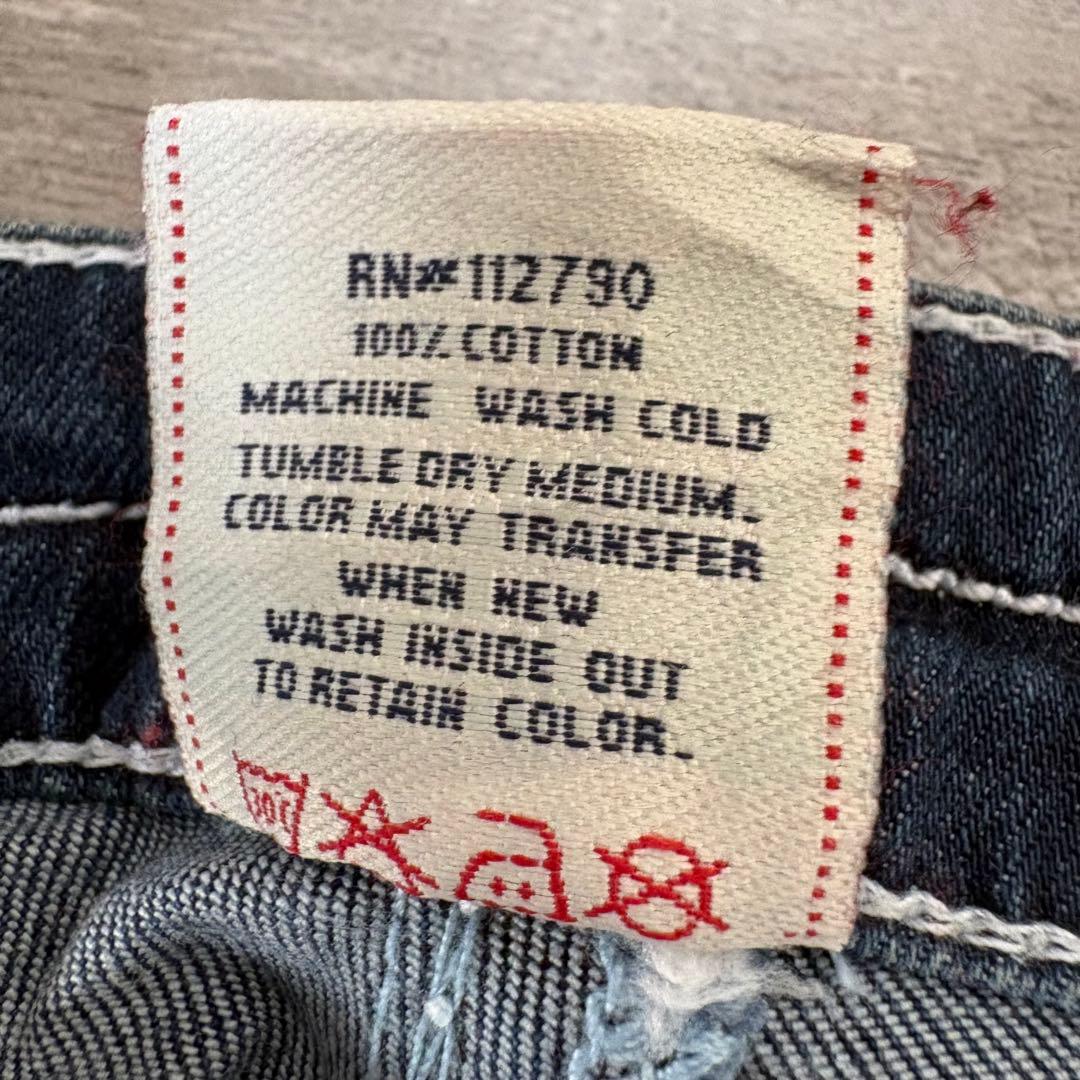 RN#112790
100% COTTON
MACHINE WASH COLD
TUMBLE DRY MEDIUM.
COLOR MAY TRANSFER
WHEN NEW
WASH INSIDE OUT
TO RETAIN COLOR.